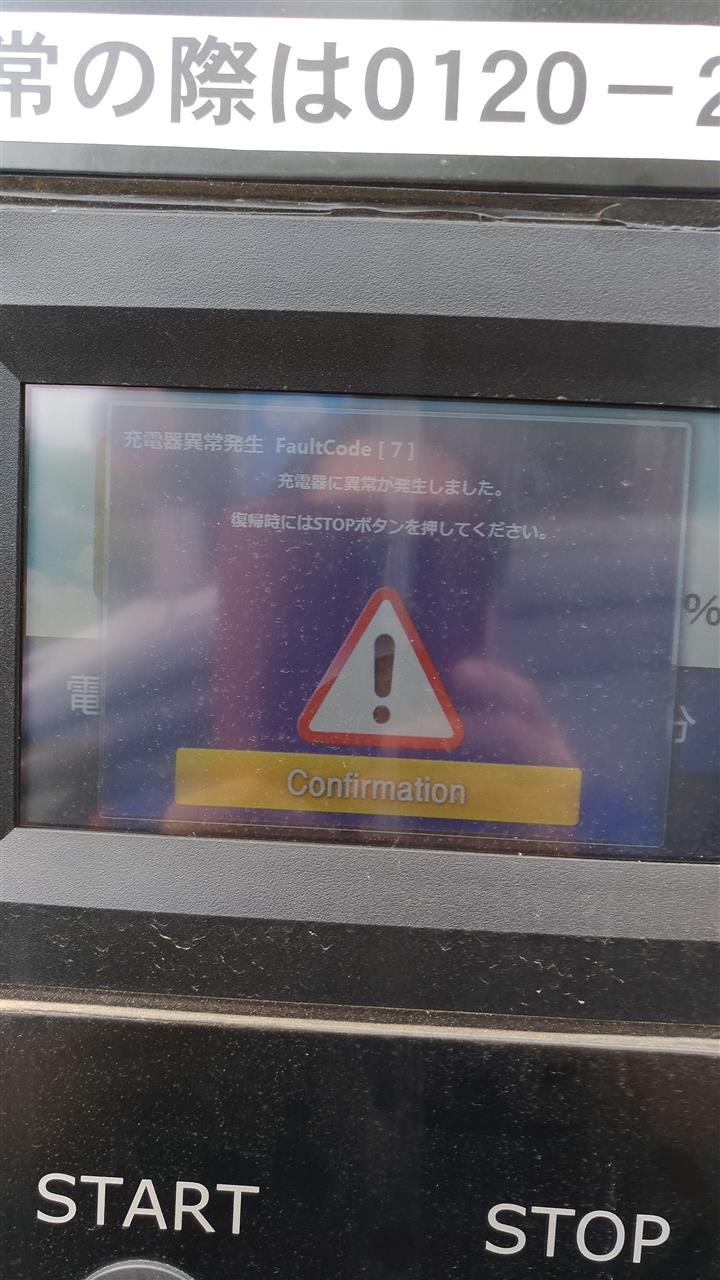 常の際は0120-2
充電器異常発生 FaultCode [ 7 ]
充電器に異常が発生しました。
復帰時にはSTOPボタンを押してください。
%
電
Confirmation
START
STOP